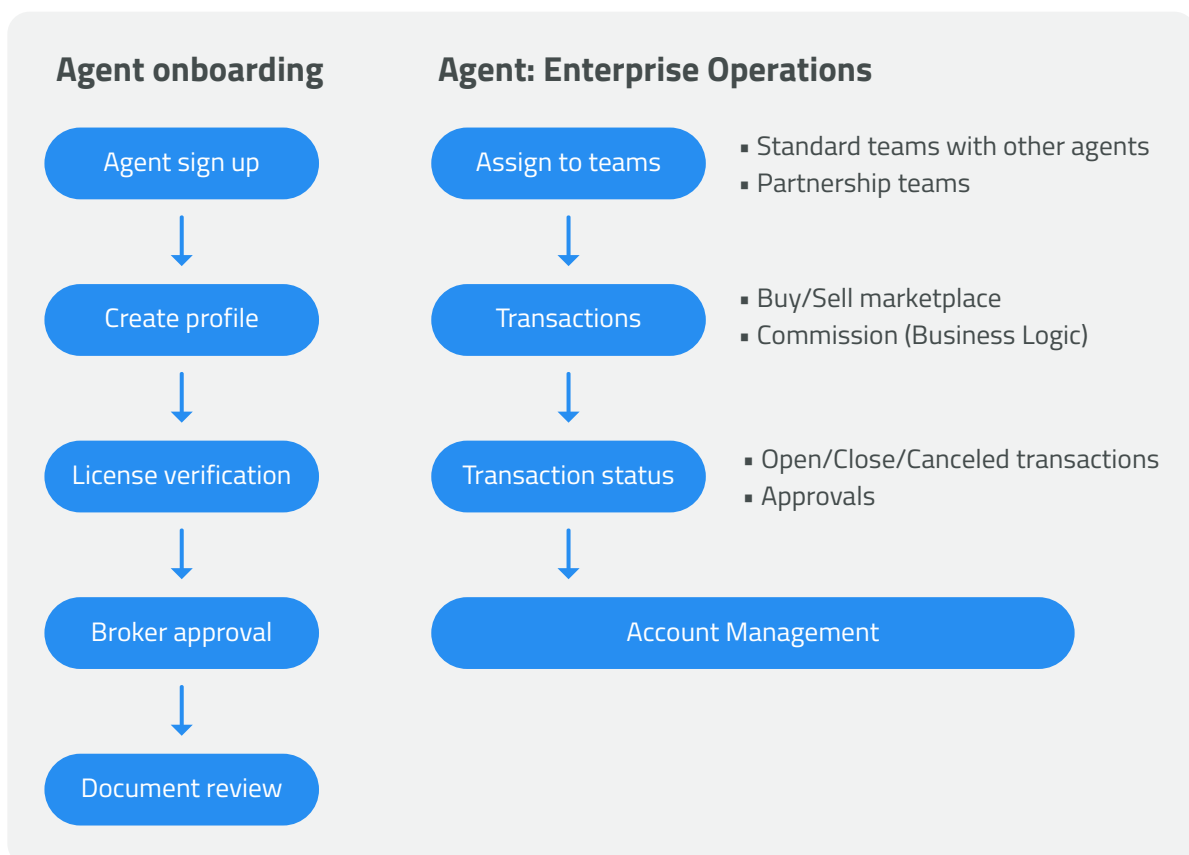 Agent onboarding
Agent sign up
Create profile
License verification
Broker approval
Document review
Agent: Enterprise Operations
Assign to teams
▪ Standard teams with other agents
▪ Partnership teams
Transactions
▪ Buy/Sell marketplace
▪ Commission (Business Logic)
Transaction status
▪ Open/Close/Canceled transactions
▪ Approvals
Account Management